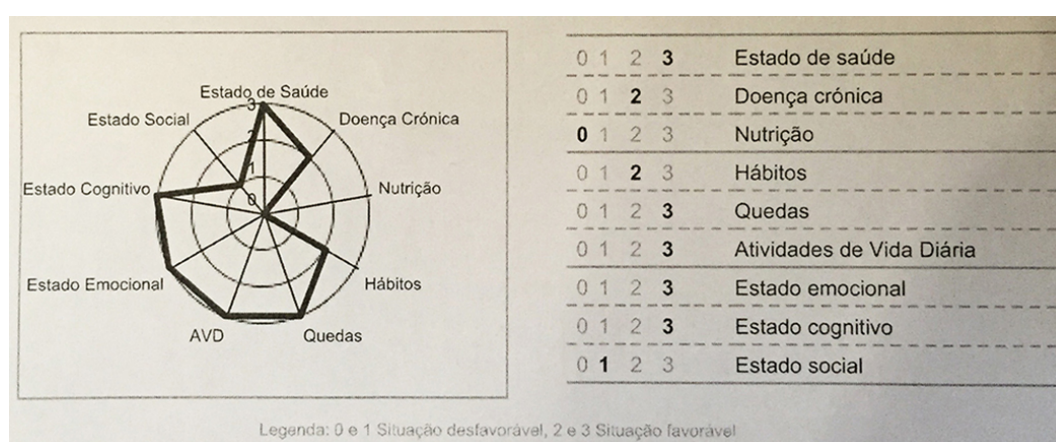 Estado de Saúde
3
Estado Social
Doença Crónica
2
1
Estado Cognitivo
Nutrição
0
Estado Emocional
Hábitos
AVD
Quedas
0 1 2 3 Estado de saúde
0 1 2 3 Doença crónica
0 1 2 3 Nutrição
0 1 2 3 Hábitos
0 1 2 3 Quedas
0 1 2 3 Atividades de Vida Diária
0 1 2 3 Estado emocional
0 1 2 3 Estado cognitivo
0 1 2 3 Estado social
Legenda: 0 e 1 Situação desfavorável, 2 e 3 Situação favorável